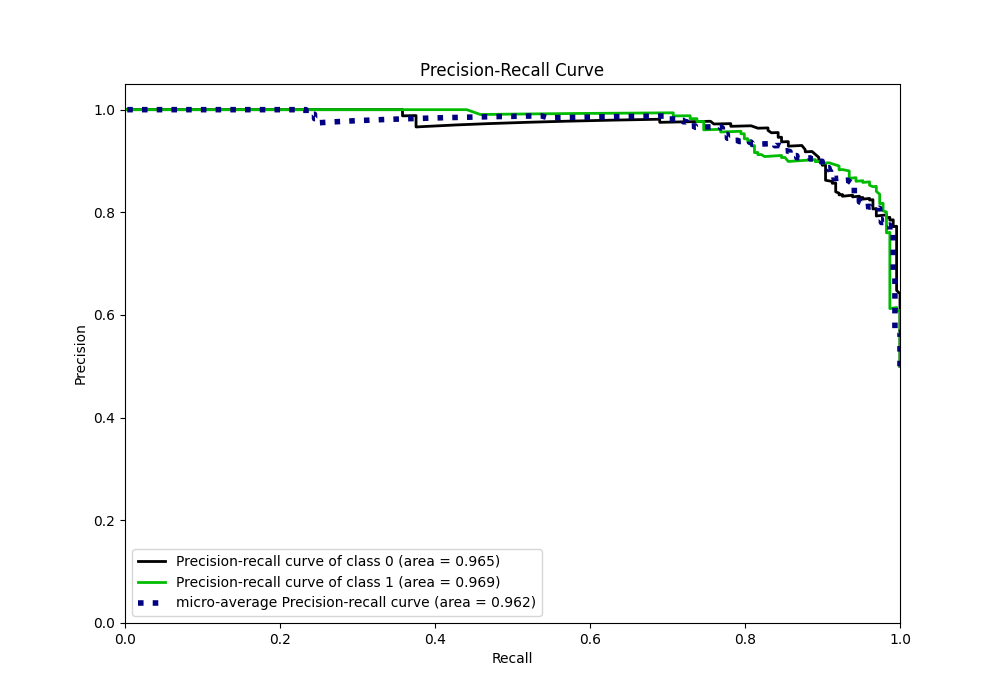 Precision-Recall Curve
1.0
0.8
0.6
0.4
0.2
0.0
Precision
Precision-recall curve of class 0 (area = 0.965)
Precision-recall curve of class 1 (area = 0.969)
micro-average Precision-recall curve (area = 0.962)
0.0 0.2 0.4 0.6 0.8 1.0
Recall